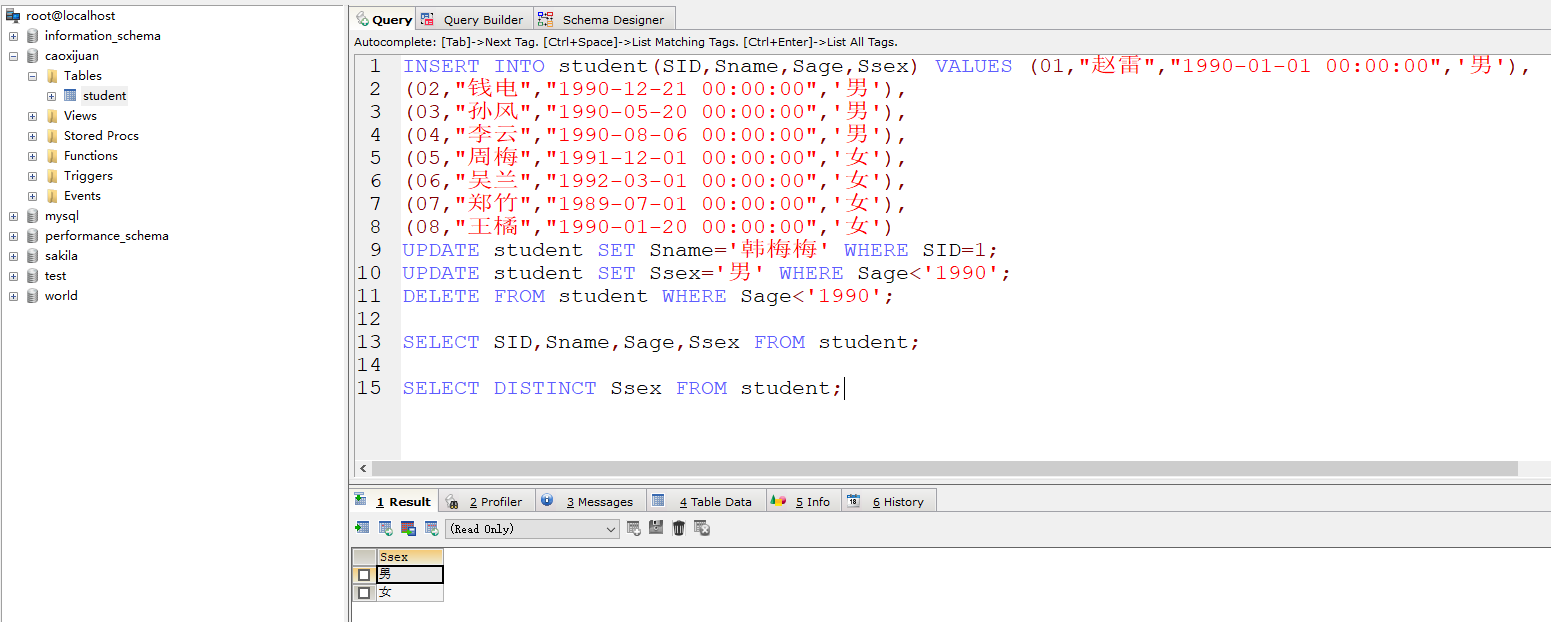 root@localhost
information_schema
caoxijuan
Tables
student
Views
Stored Procs
Functions
Triggers
Events
mysql
performance_schema
sakila
test
world
Query Query Builder Schema Designer
Autocomplete: [Tab]->Next Tag. [Ctrl+Space]->List Matching Tags. [Ctrl+Enter]->List All Tags.
1 INSERT INTO student(SID,Sname,Sage,Ssex) VALUES (01,"赵雷","1990-01-01 00:00:00",'男'),
2 (02,"钱电","1990-12-21 00:00:00",'男'),
3 (03,"孙风","1990-05-20 00:00:00",'男'),
4 (04,"李云","1990-08-06 00:00:00",'男'),
5 (05,"周梅","1991-12-01 00:00:00",'女'),
6 (06,"吴兰","1992-03-01 00:00:00",'女'),
7 (07,"郑竹","1989-07-01 00:00:00",'女'),
8 (08,"王橘","1990-01-20 00:00:00",'女')
9 UPDATE student SET Sname='韩梅梅' WHERE SID=1;
10 UPDATE student SET Ssex='男' WHERE Sage<'1990';
11 DELETE FROM student WHERE Sage<'1990';
12
13 SELECT SID,Sname,Sage,Ssex FROM student;
14
15 SELECT DISTINCT Ssex FROM student;
1 Result 2 Profiler 3 Messages 4 Table Data 5 Info 18 6 History
(Read Only)
Ssex
男
女